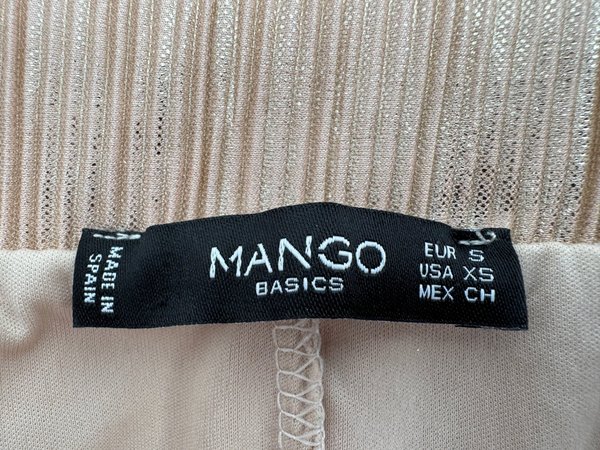 MADE IN
SPAIN
MANGO
BASICS
EUR S
USA XS
MEX CH